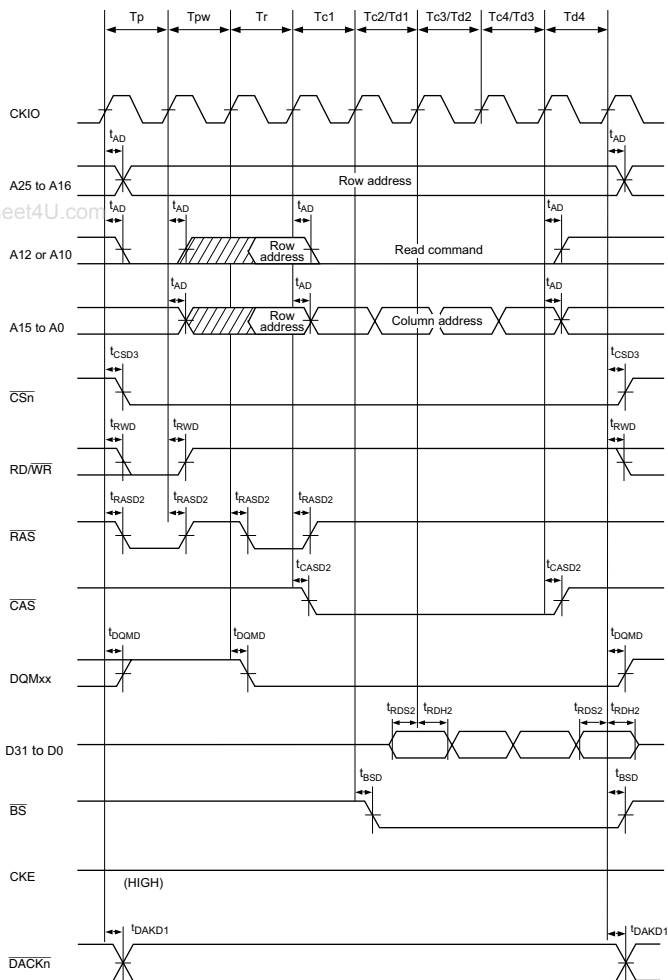 Tp Tpw Tr Tc1 Tc2/Td1 Tc3/Td2 Tc4/Td3 Td4
CKIO
tAD tAD
A25 to A16 Row address
eet4U.com
tAD tAD tAD tAD
A12 or A10 Row address Read command
tAD tAD tAD
A15 to A0 Row address Column address
tCSD3 tCSD3
CSn
tRWD tRWD tRWD
RD/WR
tRASD2 tRASD2 tRASD2 tRASD2
RAS
tCASD2 tCASD2
CAS
tDQMD tDQMD tDQMD
DQMxx
tRDS2 tRDH2 tRDS2 tRDH2
D31 to D0
tBSD tBSD
BS
CKE
(HIGH)
tDAKD1 tDAKD1
DACKn